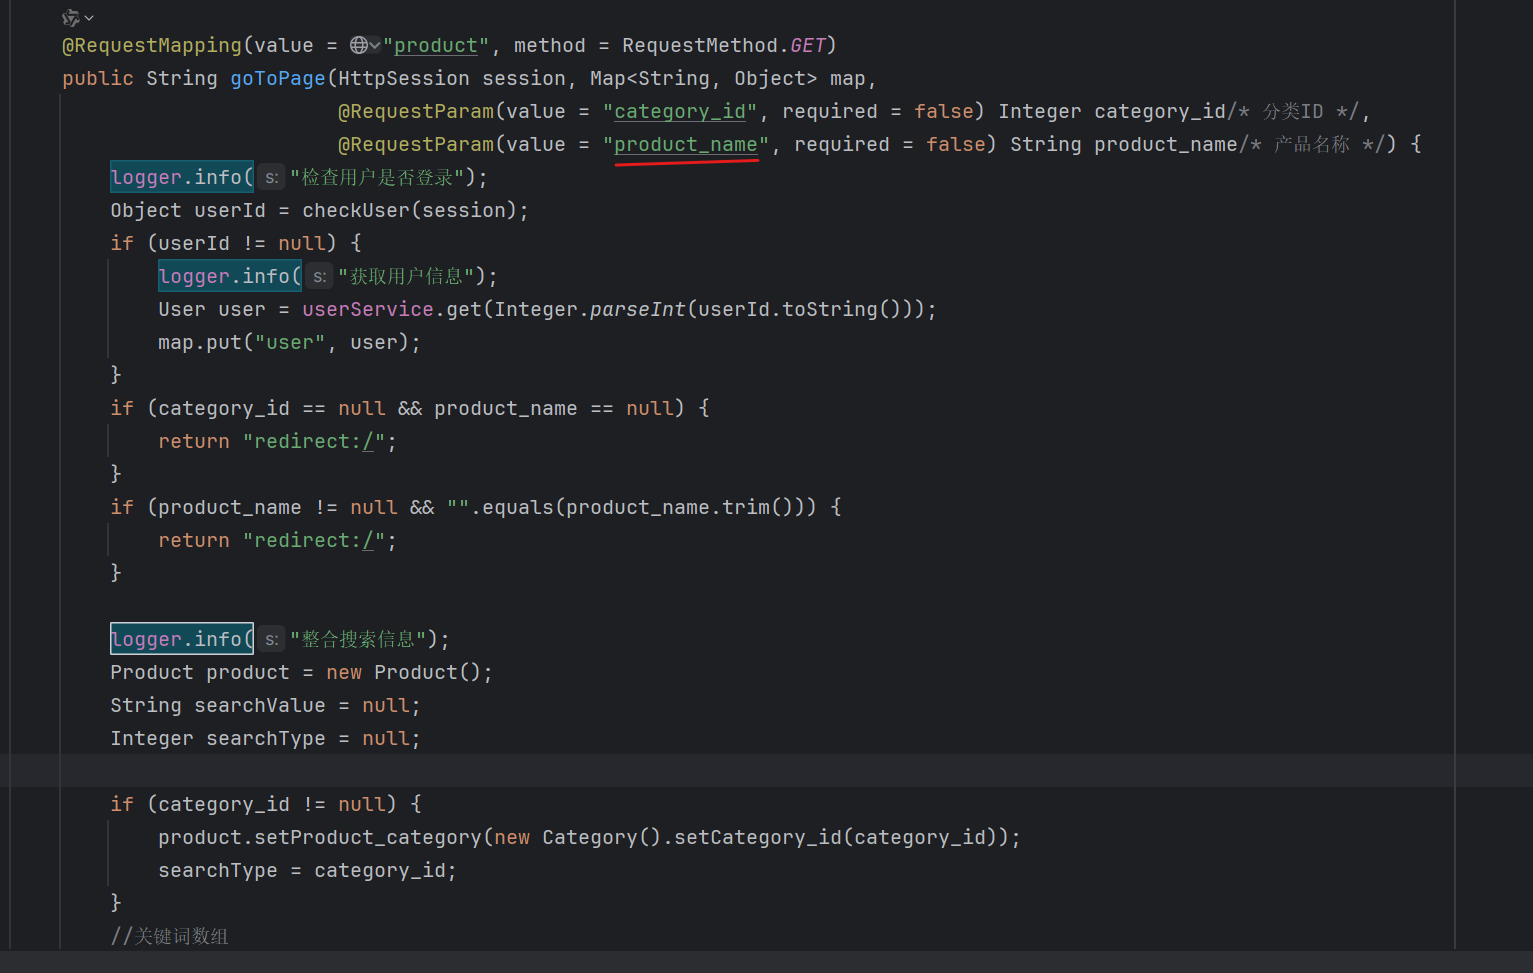 @RequestMapping(value = "product", method = RequestMethod.GET)
public String goToPage(HttpSession session, Map<String, Object> map,
@RequestParam(value = "category_id", required = false) Integer category_id/* 分类ID */,
@RequestParam(value = "product_name", required = false) String product_name/* 产品名称 */) {
logger.info( s: "检查用户是否登录");
Object userId = checkUser(session);
if (userId != null) {
logger.info( s: "获取用户信息");
User user = userService.get(Integer.parseInt(userId.toString()));
map.put("user", user);
}
if (category_id == null && product_name == null) {
return "redirect:/";
}
if (product_name != null && "".equals(product_name.trim())) {
return "redirect:/";
}
logger.info( s: "整合搜索信息");
Product product = new Product();
String searchValue = null;
Integer searchType = null;
if (category_id != null) {
product.setProduct_category(new Category().setCategory_id(category_id));
searchType = category_id;
}
//关键词数组